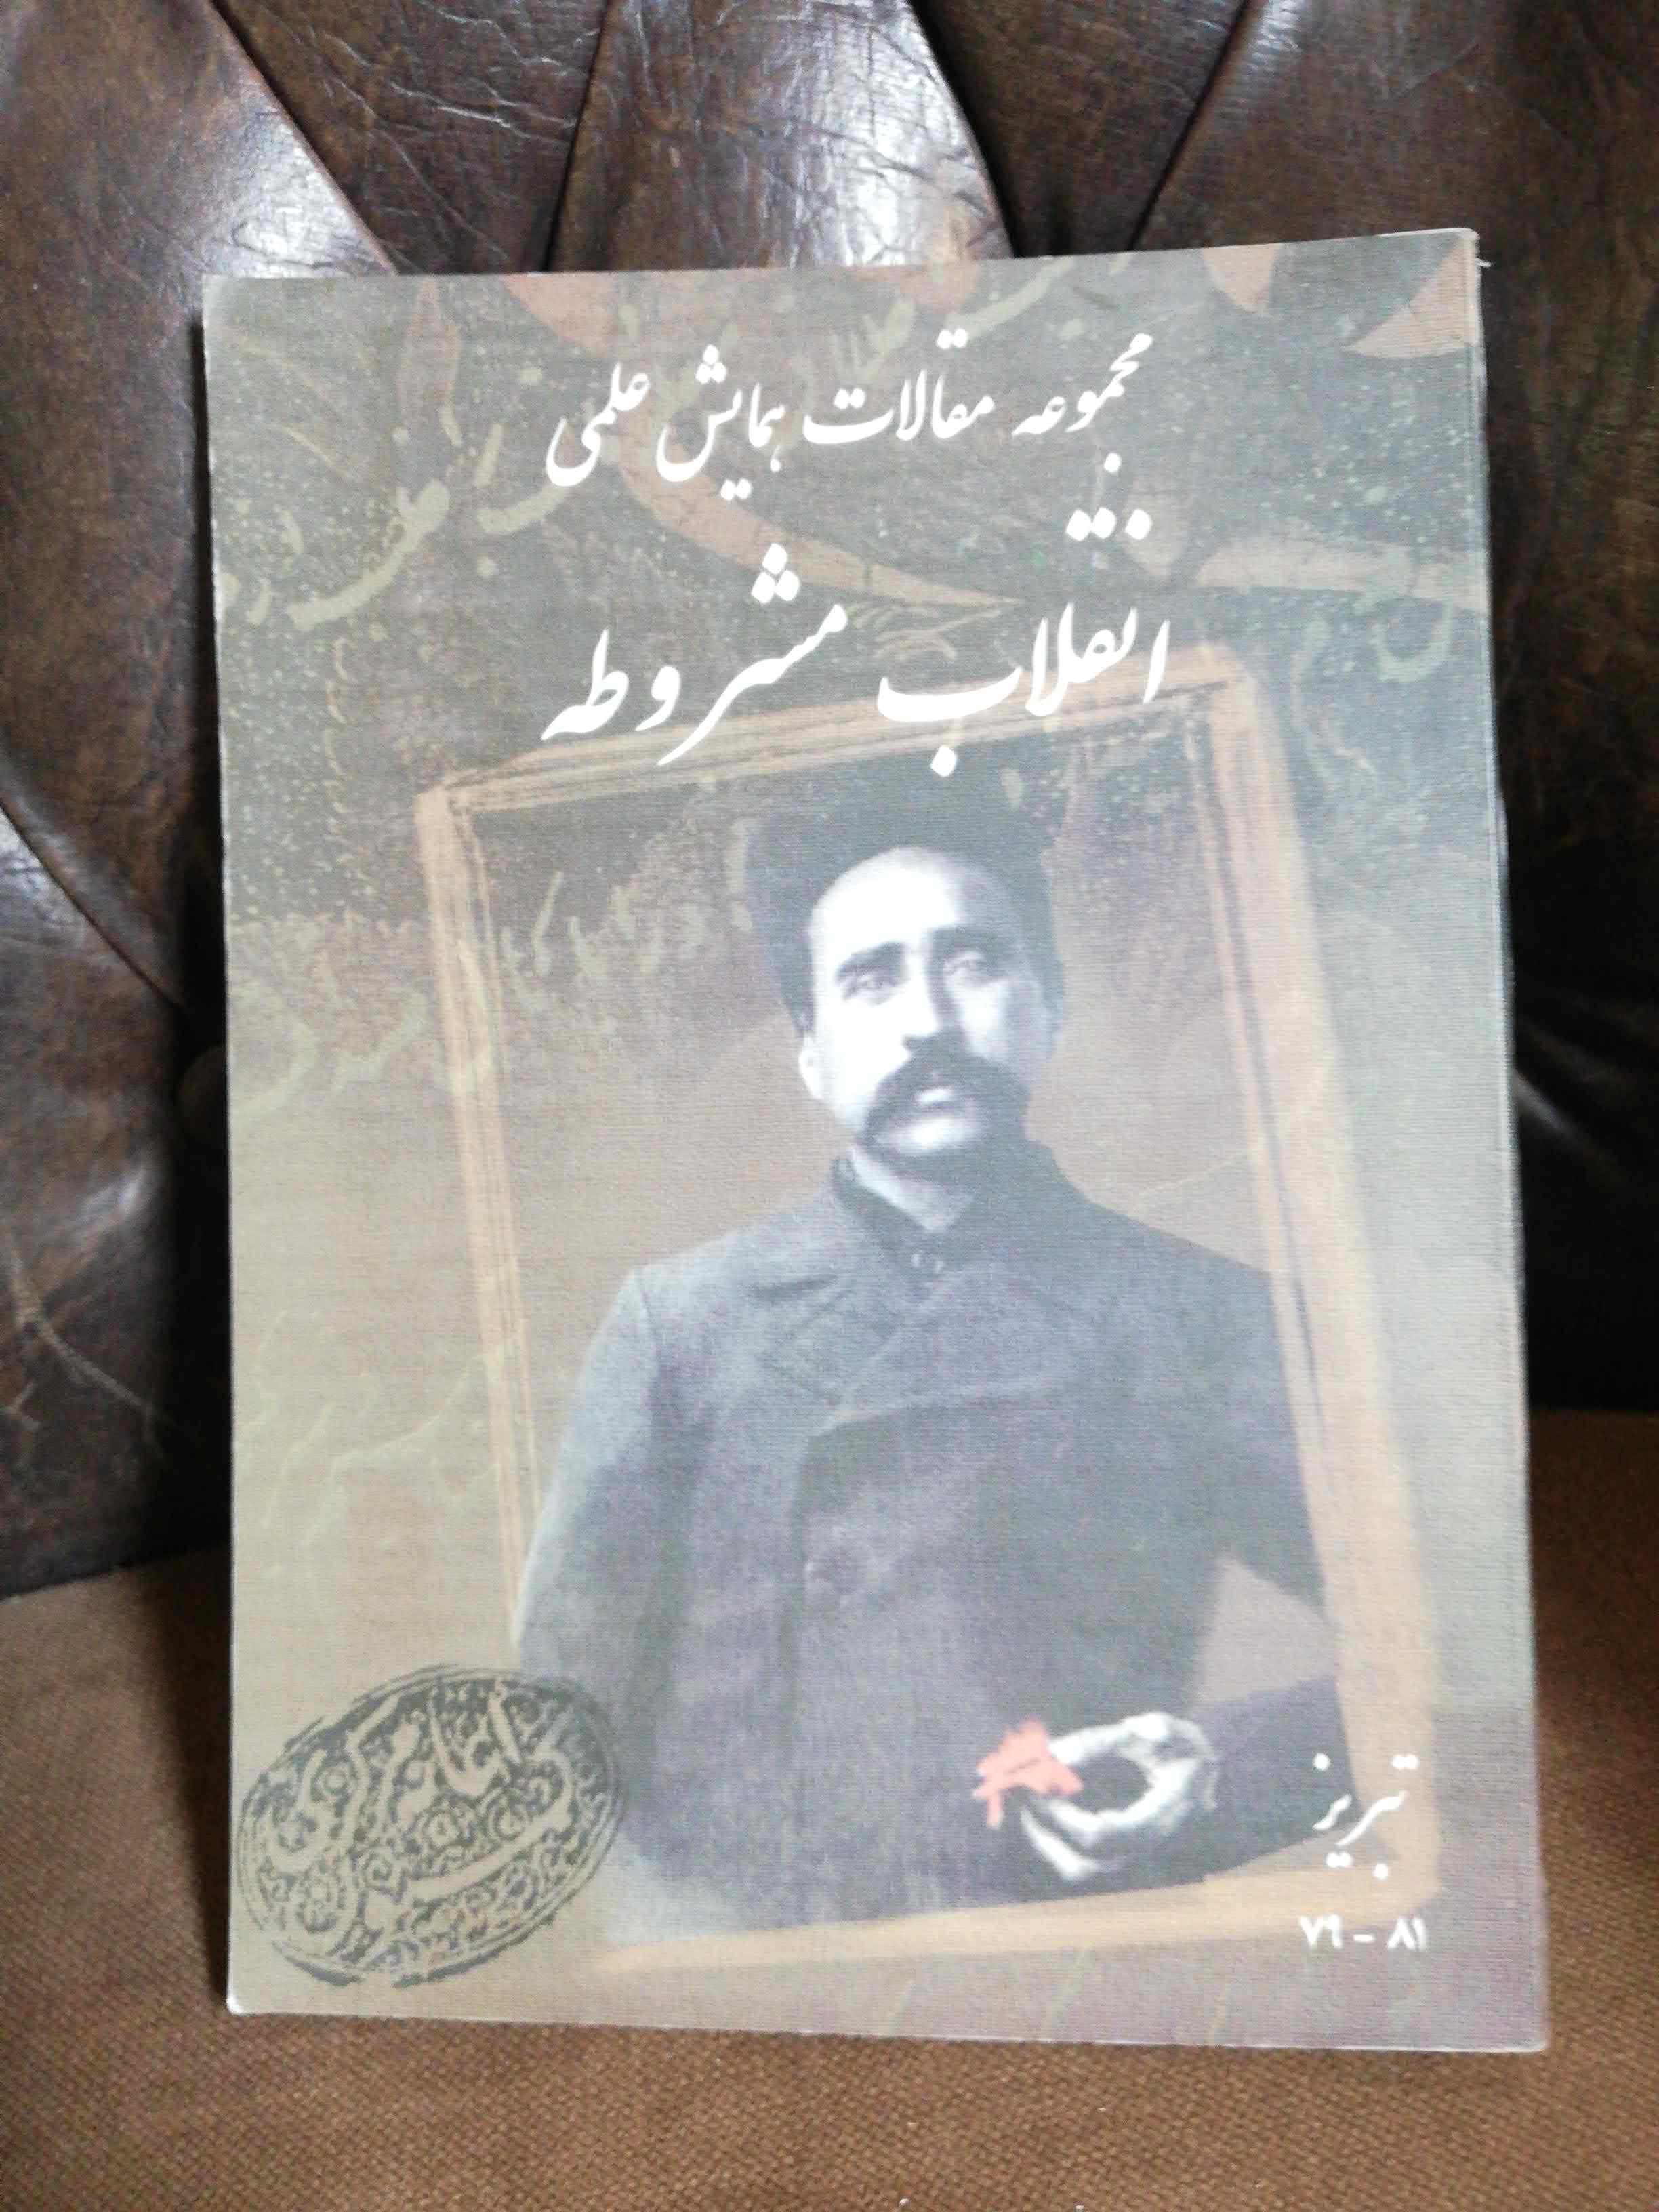 مجموعه مقالات همایش علمی
انقلاب مشروطه
تبریز
۷۹ - ۸۱